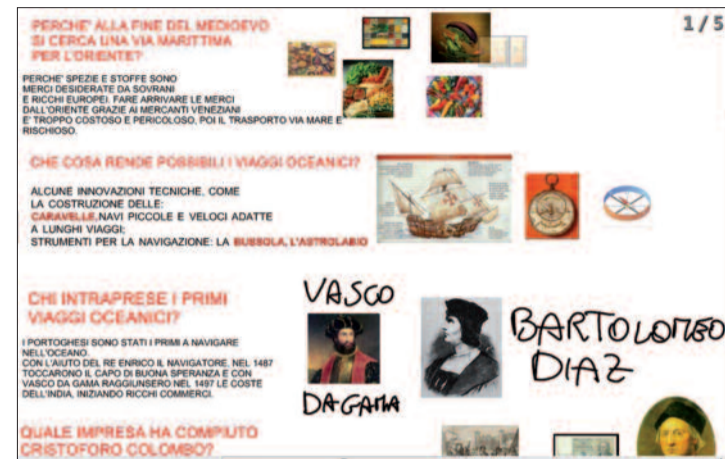 1/5
PERCHE' ALLA FINE DEL MEDIOEVO
SI CERCA UNA VIA MARITTIMA
PER L'ORIENTE?
PERCHE' SPEZIE E STOFFE SONO
MERCI DESIDERATE DA SOVRANI
E RICCHI EUROPEI. FARE ARRIVARE LE MERCI
DALL'ORIENTE GRAZIE AI MERCANTI VENEZIANI
E' TROPPO COSTOSO E PERICOLOSO, POI IL TRASPORTO VIA MARE E'
RISCHIOSO.
CHE COSA RENDE POSSIBILI I VIAGGI OCEANICI?
ALCUNE INNOVAZIONI TECNICHE, COME
LA COSTRUZIONE DELLE:
CARAVELLE,NAVI PICCOLE E VELOCI ADATTE
A LUNGHI VIAGGI;
STRUMENTI PER LA NAVIGAZIONE: LA BUSSOLA, L'ASTROLABIO
CHI INTRAPRESE I PRIMI
VIAGGI OCEANICI?
I PORTOGHESI SONO STATI I PRIMI A NAVIGARE
NELL'OCEANO.
CON L'AIUTO DEL RE ENRICO IL NAVIGATORE, NEL 1487
TOCCARONO IL CAPO DI BUONA SPERANZA E CON
VASCO DA GAMA RAGGIUNSERO NEL 1497 LE COSTE
DELL'INDIA, INIZIANDO RICCHI COMMERCI.
VASCO
DAGAMA
BARTOLOMEO
DIAZ
QUALE IMPRESA HA COMPIUTO
CRISTOFORO COLOMBO?